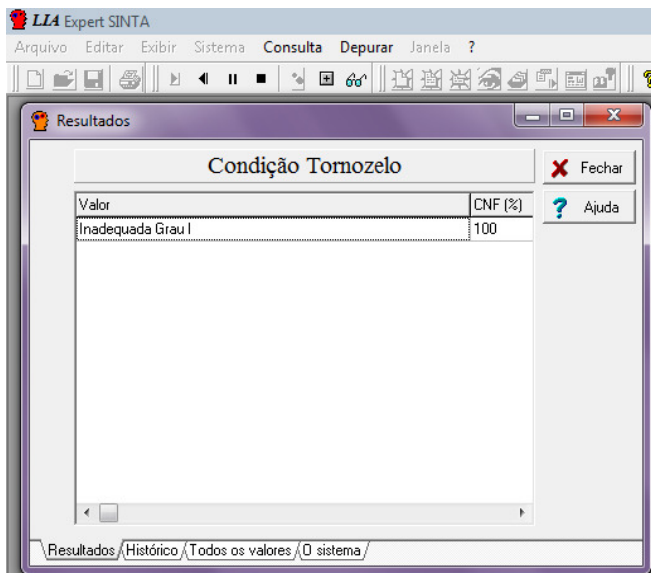 LIA Expert SINTA
Arquivo Editar Exibir Sistema Consulta Depurar Janela ?
Resultados
Condição Tornozelo
Fechar
Valor CNF (%)
Ajuda
Inadequada Grau I 100
Resultados Histórico Todos os valores O sistema